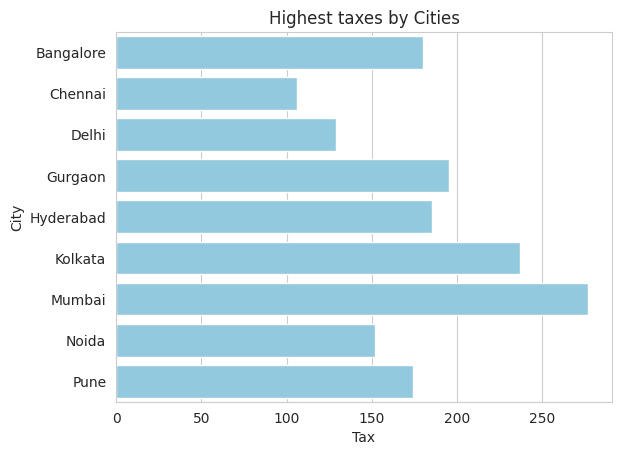 Highest taxes by Cities
City
Bangalore
Chennai
Delhi
Gurgaon
Hyderabad
Kolkata
Mumbai
Noida
Pune
0 50 100 150 200 250
Tax